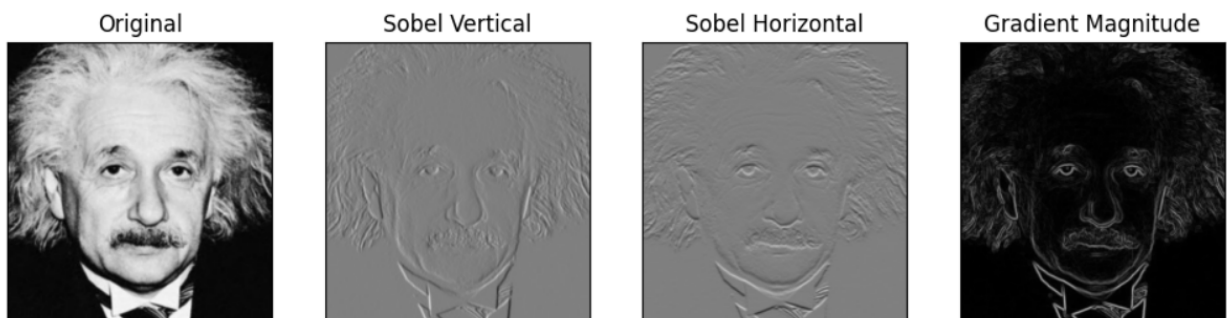 Original
Sobel Vertical
Sobel Horizontal
Gradient Magnitude